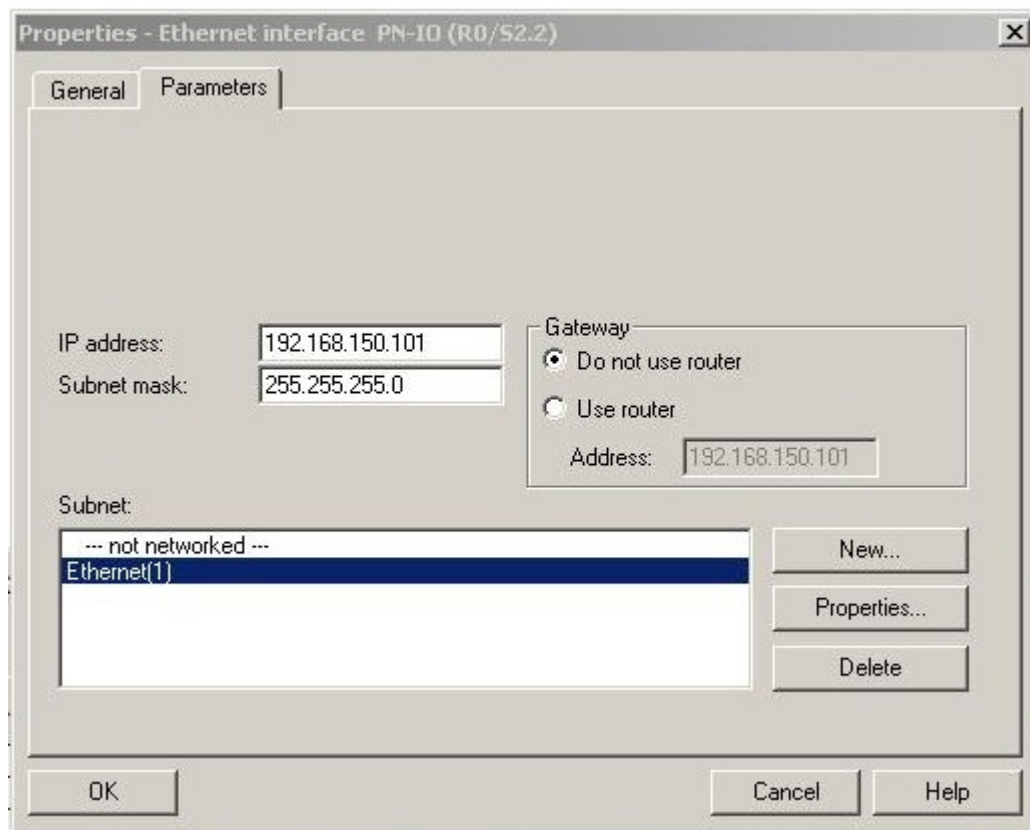 Properties - Ethernet interface PN-IO (R0/S2.2)
General
Parameters
IP address:
192.168.150.101
Subnet mask:
255.255.255.0
Gateway
Do not use router
Use router
Address:
192.168.150.101
Subnet:
--- not networked ---
Ethernet(1)
New...
Properties...
Delete
OK
Cancel
Help